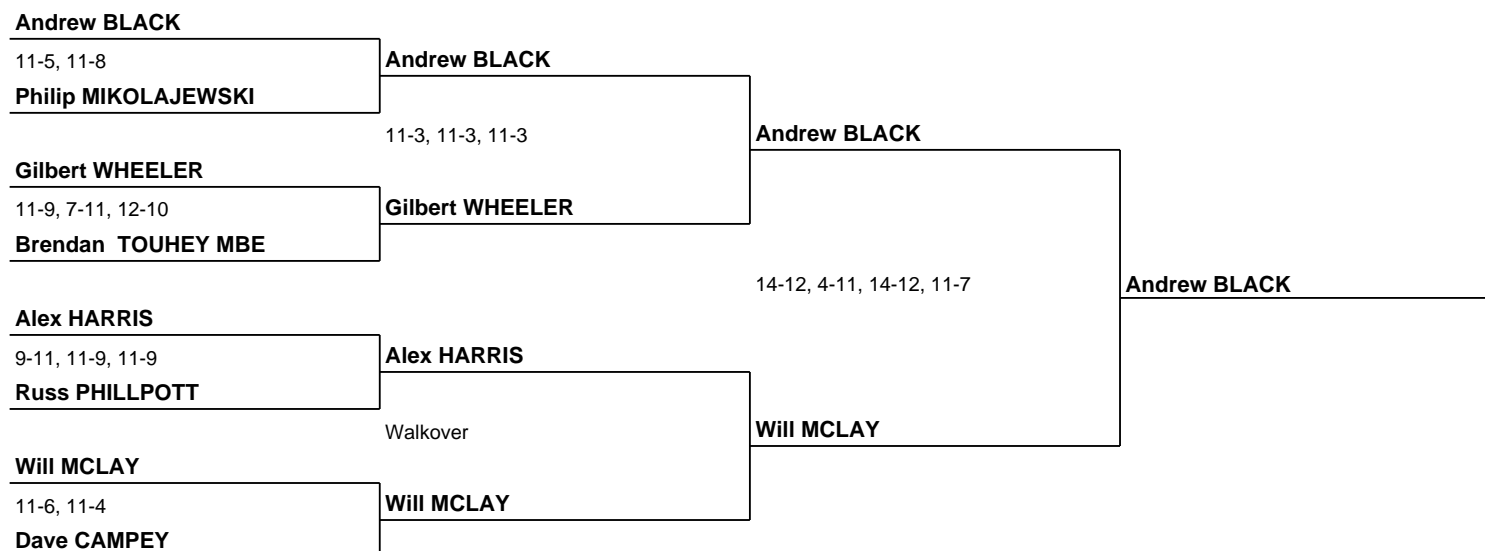 Andrew BLACK
11-5, 11-8
Andrew BLACK
Philip MIKOLAJEWSKI
11-3, 11-3, 11-3
Andrew BLACK
Gilbert WHEELER
11-9, 7-11, 12-10
Gilbert WHEELER
Brendan  TOUHEY MBE
14-12, 4-11, 14-12, 11-7
Andrew BLACK
Alex HARRIS
9-11, 11-9, 11-9
Alex HARRIS
Russ PHILLPOTT
Walkover
Will MCLAY
Will MCLAY
11-6, 11-4
Will MCLAY
Dave CAMPEY